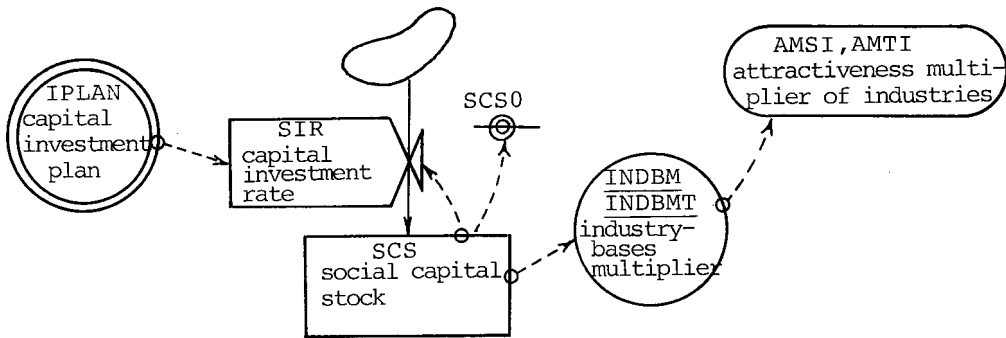 IPLAN
capital
investment
plan
SIR
capital
investment
rate
SCS0
SCS
social capital
stock
INDBM
INDBMT
industry-
bases
multiplier
AMSI,AMTI
attractiveness multi-
plier of industries